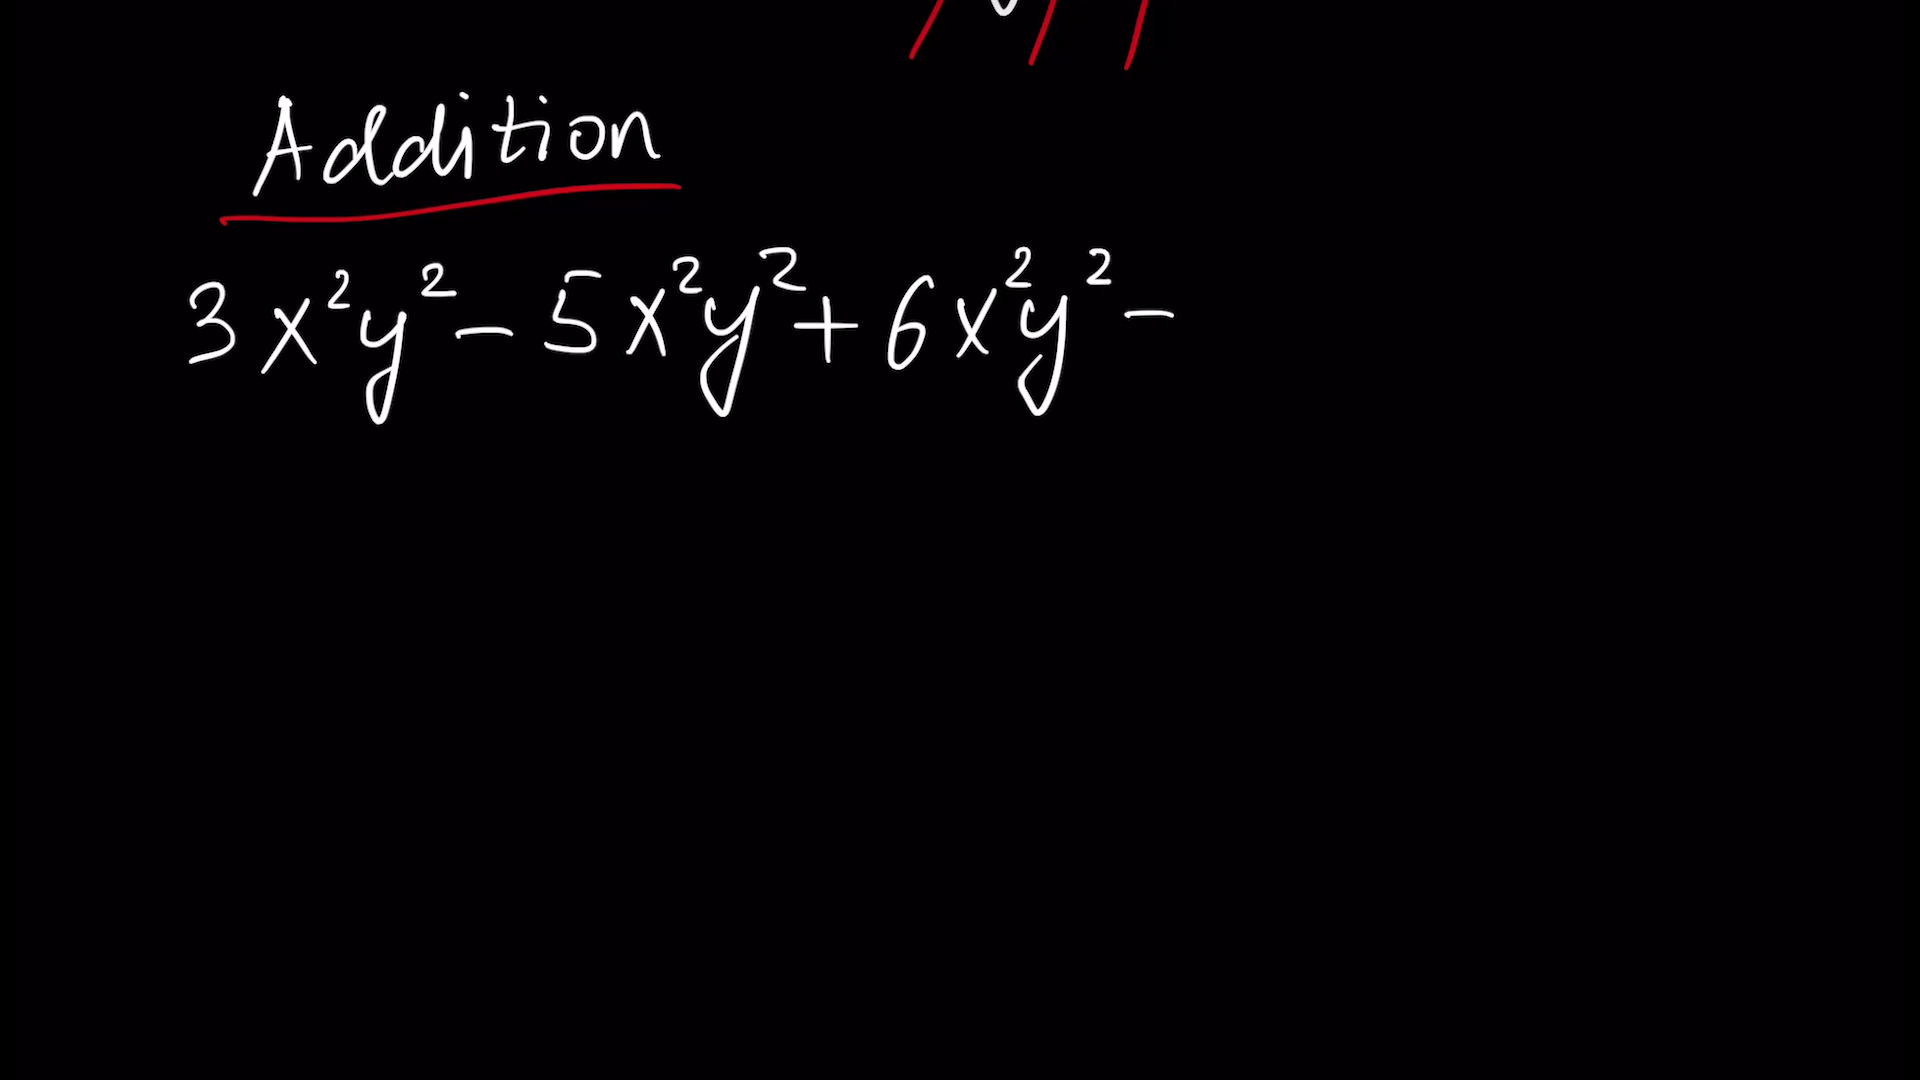 Addition
3x²y² - 5x²y² + 6x²y² -